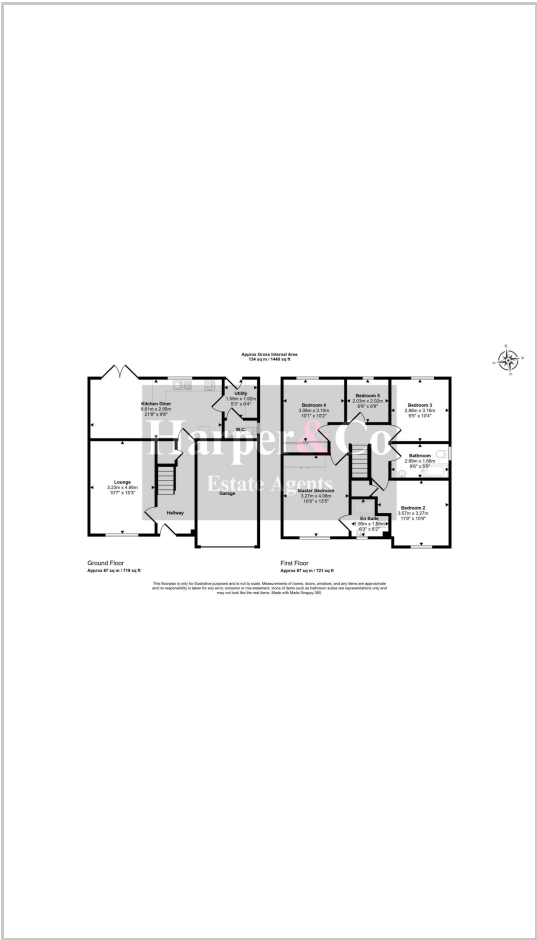 Approx Gross Internal Area
134 sq m / 1440 sq ft
Kitchen Diner
6.61m x 2.95m
21'8" x 9'8"
Utility
1.59m x 1.92m
5'3" x 6'4"
W.C.
Lounge
3.23m x 4.66m
10'7" x 15'3"
Hallway
Garage
Bedroom 4
3.08m x 3.10m
10'1" x 10'2"
Bedroom 5
2.03m x 2.02m
6'8" x 6'8"
Bedroom 3
2.88m x 3.16m
9'5" x 10'4"
Bathroom
2.89m x 1.66m
9'6" x 5'5"
Master Bedroom
3.27m x 4.08m
10'9" x 13'5"
En Suite
1.90m x 1.88m
6'3" x 6'2"
Bedroom 2
3.57m x 3.27m
11'9" x 10'9"
Harper & Co
Estate Agents
Ground Floor
Approx 67 sq m / 719 sq ft
First Floor
Approx 67 sq m / 721 sq ft
This floorplan is only for illustrative purposes and is not to scale. Measurements of rooms, doors, windows, and any items are approximate
and no responsibility is taken for any error, omission or mis-statement. Icons of items such as bathroom suites are representations only and
may not look like the real items. Made with Made Snappy 360.